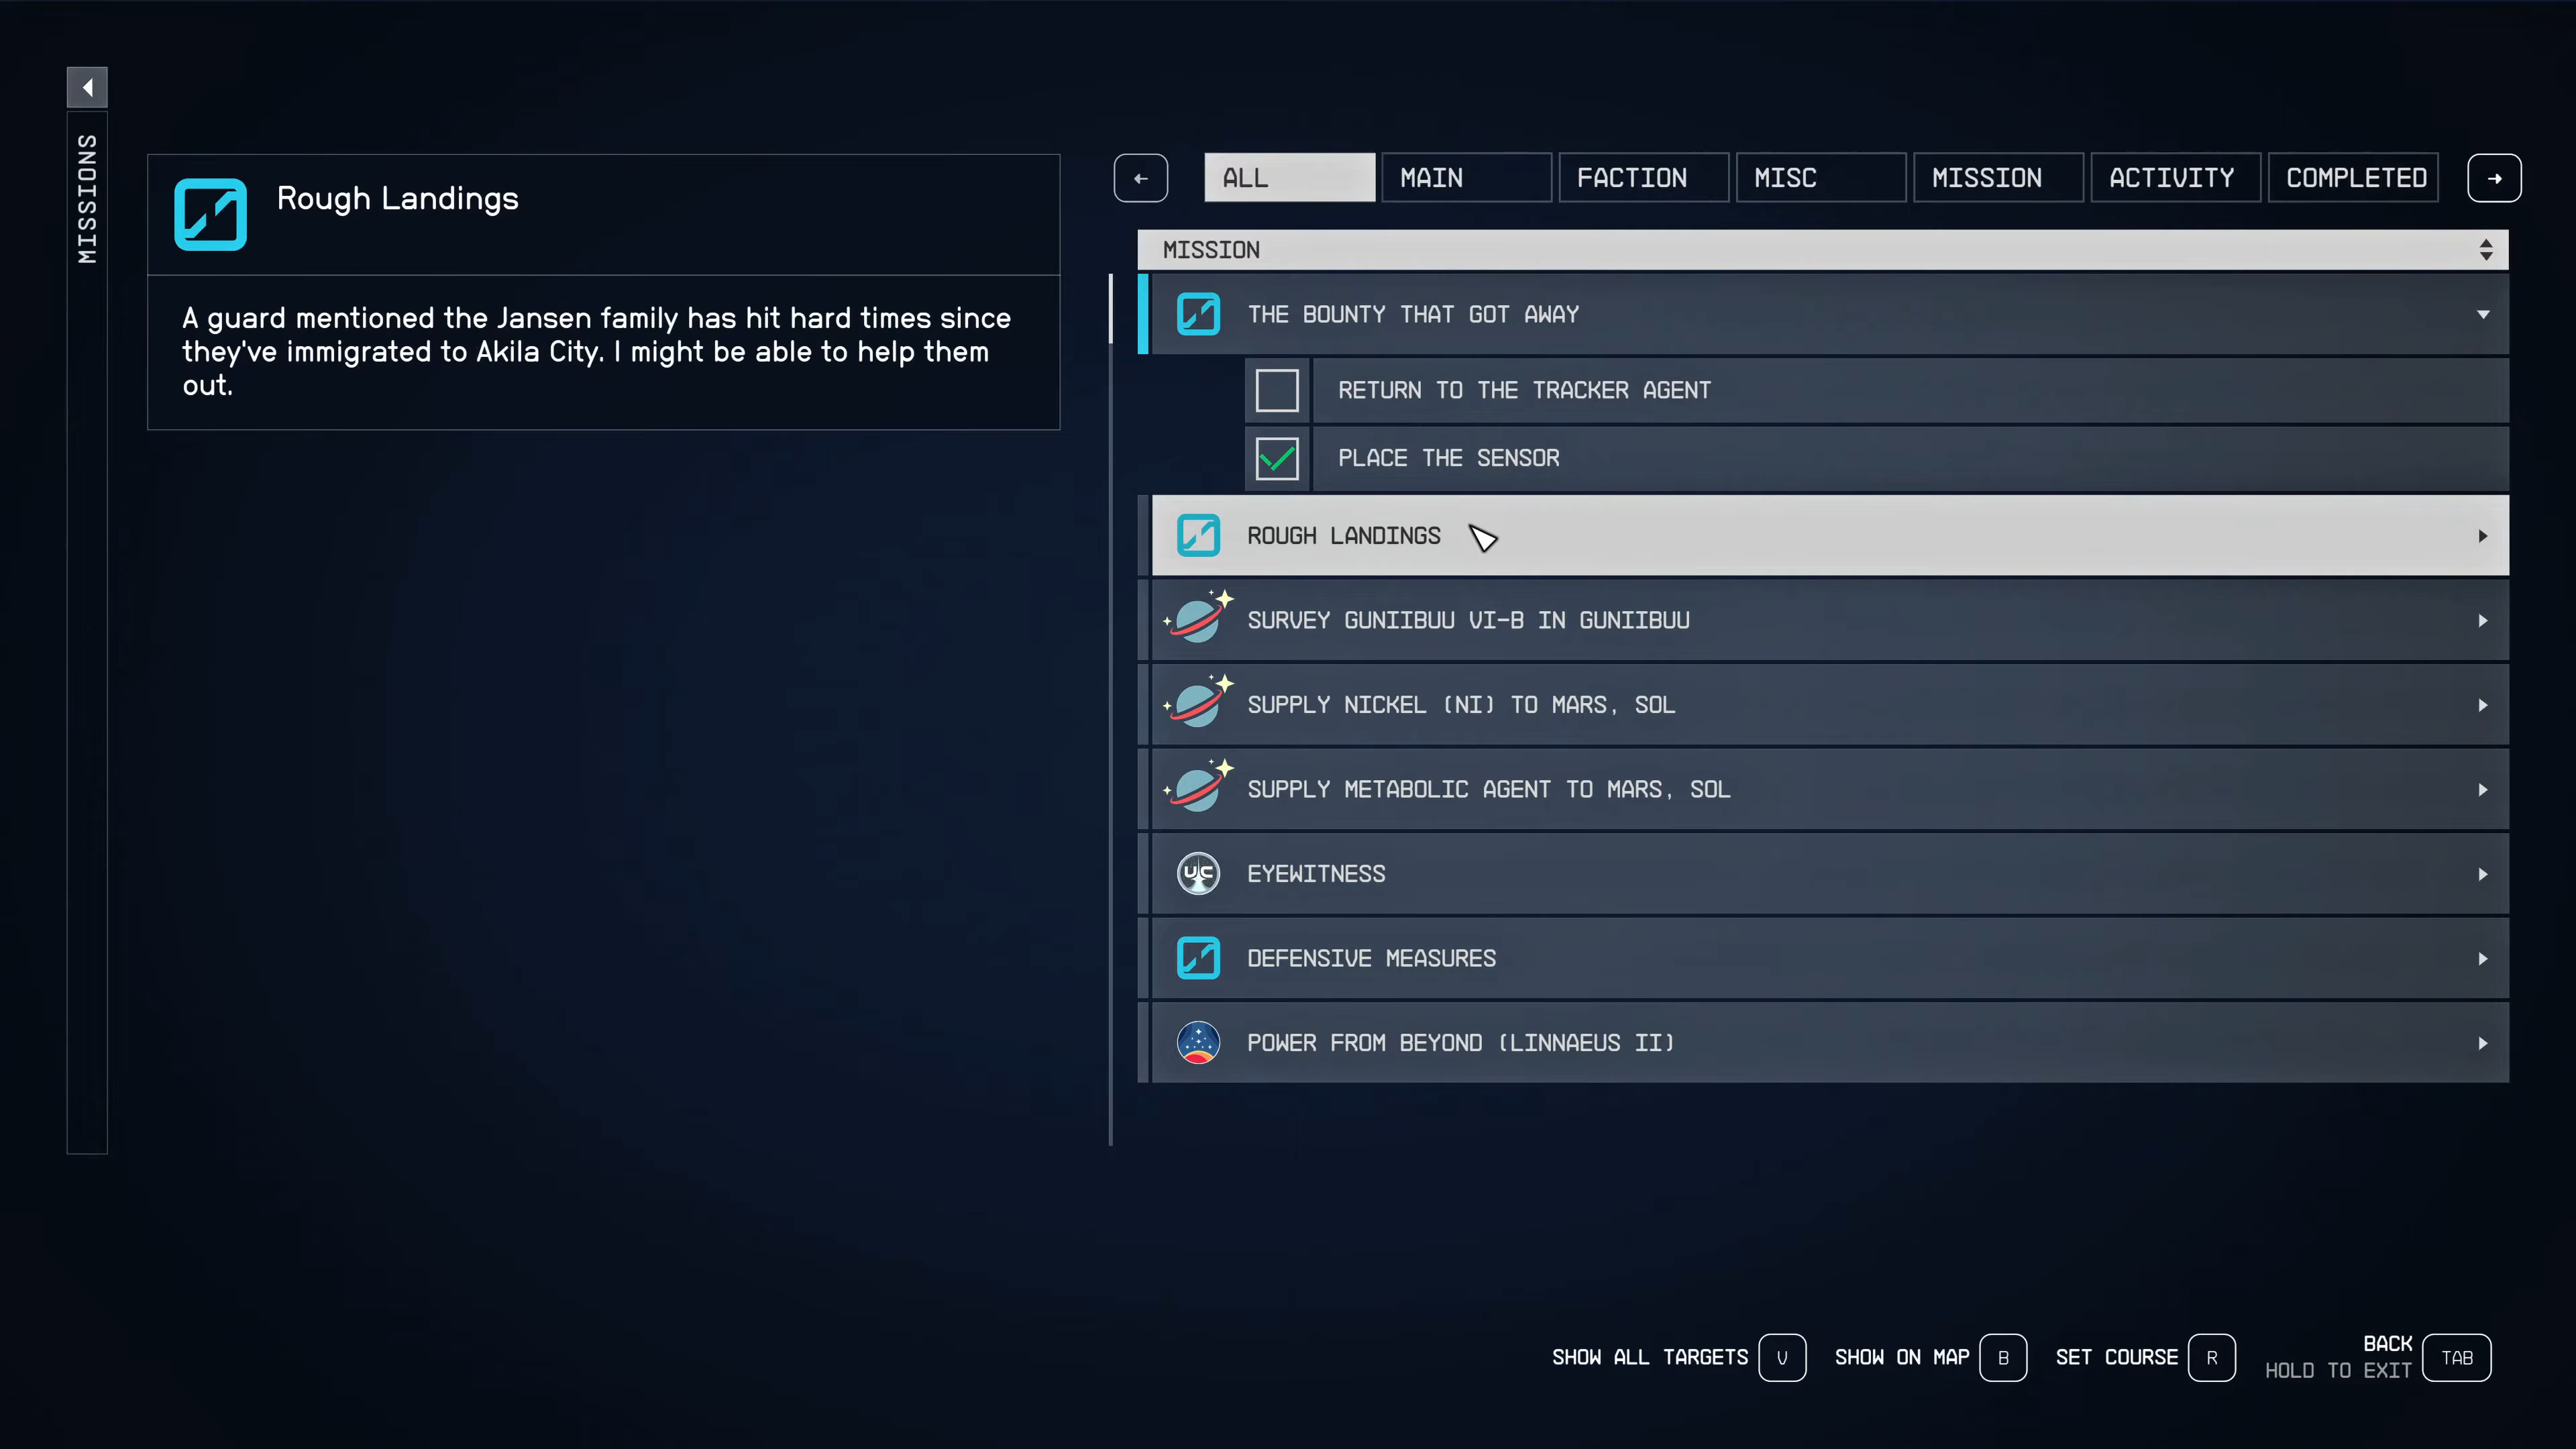 MISSIONS
Rough Landings
A guard mentioned the Jansen family has hit hard times since
they've immigrated to Akila City. I might be able to help them
out.
ALL MAIN FACTION MISC MISSION ACTIVITY COMPLETED
MISSION
THE BOUNTY THAT GOT AWAY
RETURN TO THE TRACKER AGENT
PLACE THE SENSOR
ROUGH LANDINGS
SURVEY GUNIIBUU VI-B IN GUNIIBUU
SUPPLY NICKEL (NI) TO MARS, SOL
SUPPLY METABOLIC AGENT TO MARS, SOL
UC
EYEWITNESS
DEFENSIVE MEASURES
POWER FROM BEYOND (LINNAEUS II)
SHOW ALL TARGETS V SHOW ON MAP B SET COURSE R BACK TAB
HOLD TO EXIT